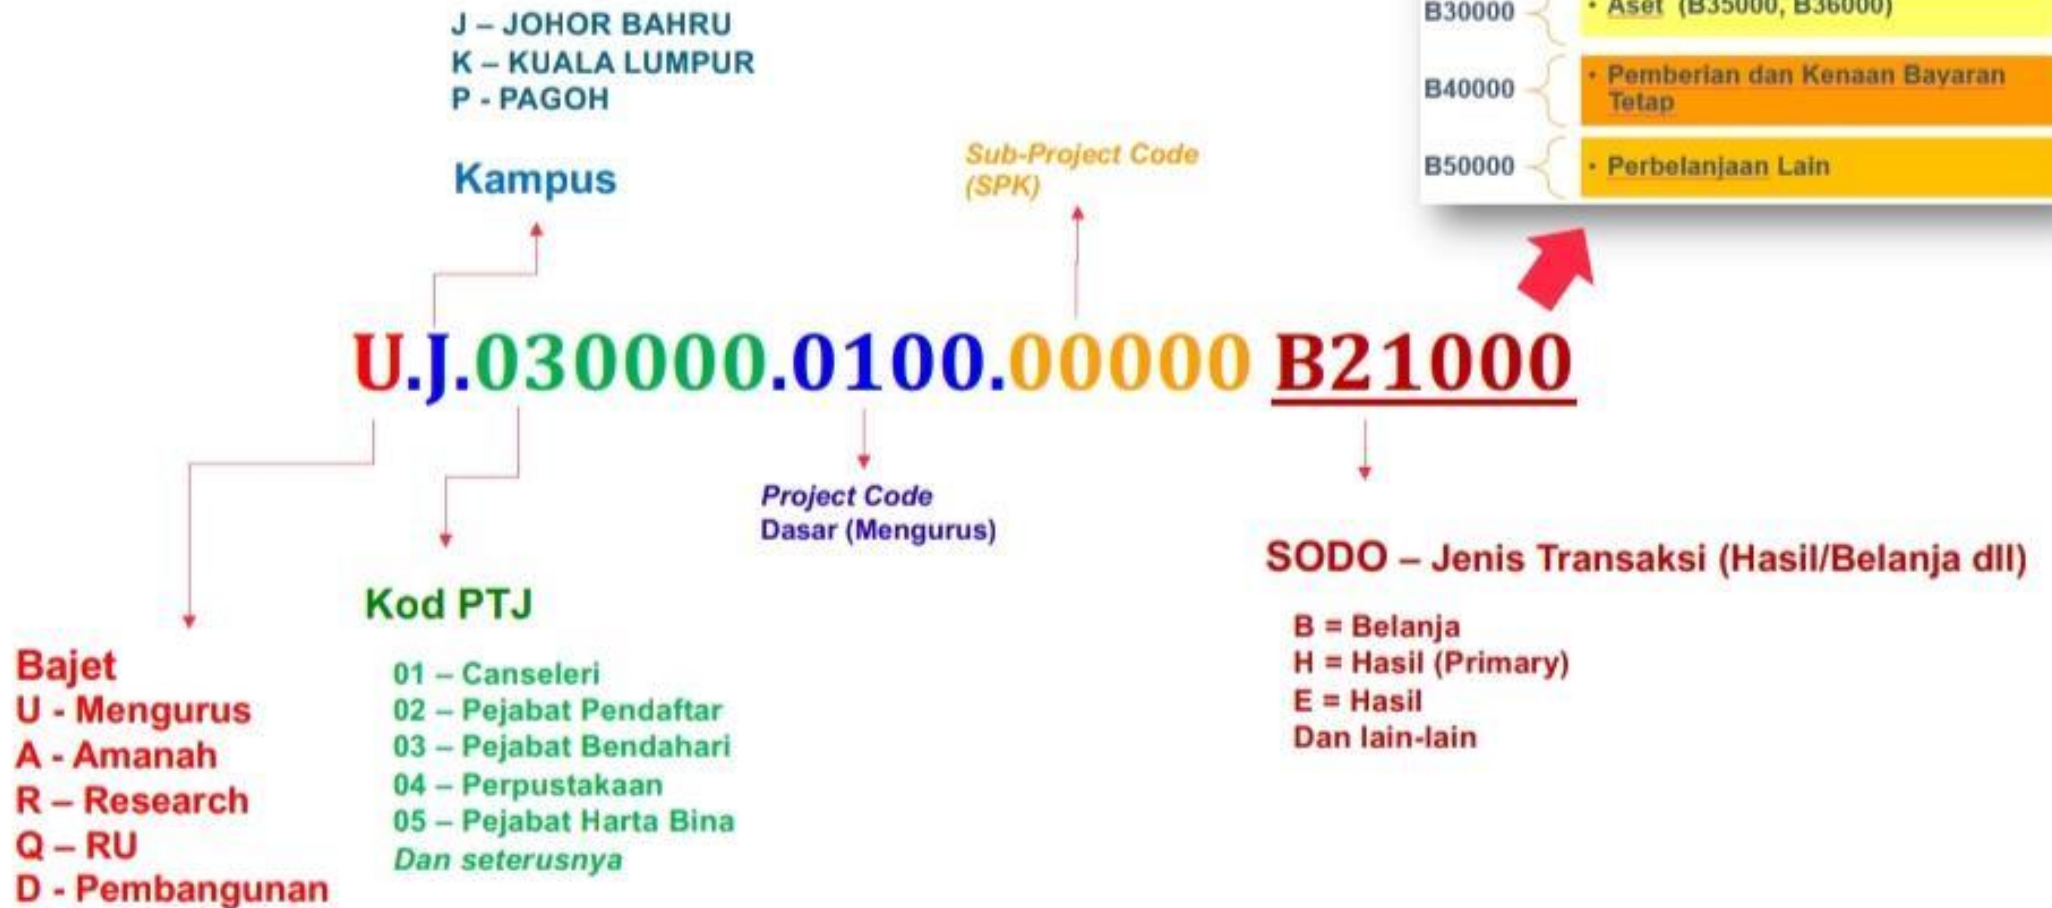 J – JOHOR BAHRU
K – KUALA LUMPUR
P - PAGOH
Kampus
Sub-Project Code
(SPK)
B30000
• Aset (B35000, B36000)
B40000
• Pemberian dan Kenaan Bayaran
Tetap
B50000
• Perbelanjaan Lain
U.J.030000.0100.00000 B21000
Project Code
Dasar (Mengurus)
SODO – Jenis Transaksi (Hasil/Belanja dll)
B = Belanja
H = Hasil (Primary)
E = Hasil
Dan lain-lain
Kod PTJ
01 – Canseleri
02 – Pejabat Pendaftar
03 – Pejabat Bendahari
04 – Perpustakaan
05 – Pejabat Harta Bina
Dan seterusnya
Bajet
U - Mengurus
A - Amanah
R – Research
Q – RU
D - Pembangunan